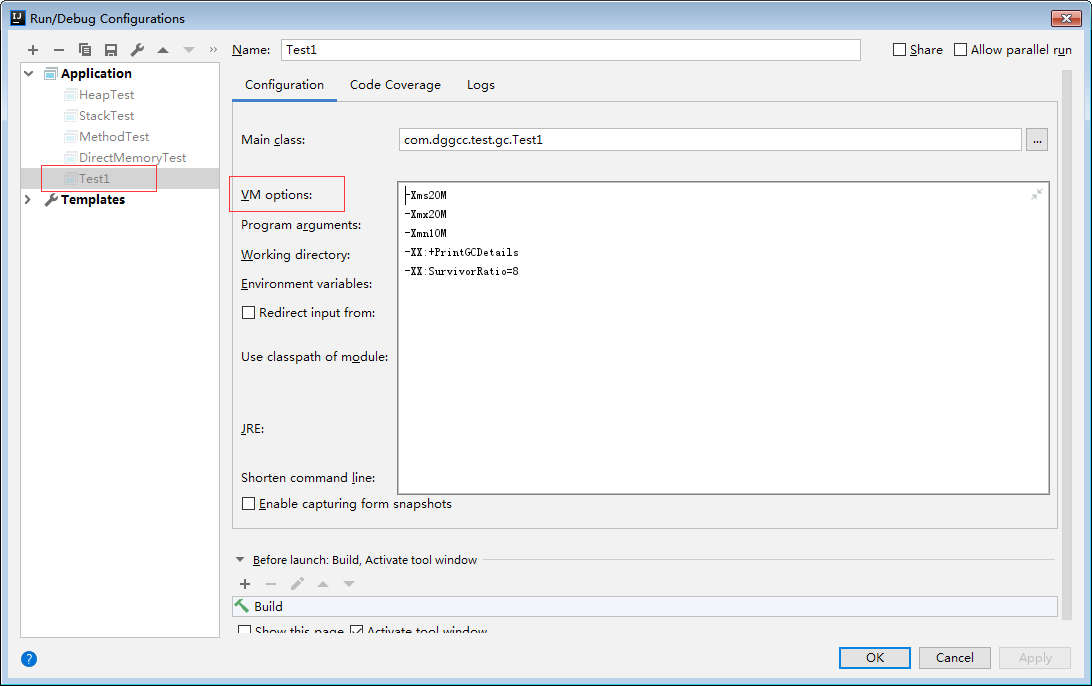 Run/Debug Configurations
Name: Test1
Share
Allow parallel run
Application
HeapTest
StackTest
MethodTest
DirectMemoryTest
Test1
Templates
Configuration
Code Coverage
Logs
Main class: com.dggcc.test.gc.Test1 ...
VM options:
-Xms20M
-Xmx20M
-Xmn10M
-XX:+PrintGCDetails
-XX:SurvivorRatio=8
Program arguments:
Working directory:
Environment variables:
Redirect input from:
Use classpath of module:
JRE:
Shorten command line:
Enable capturing form snapshots
Before launch: Build, Activate tool window
Build
Show this page
Activate tool window
?
OK
Cancel
Apply